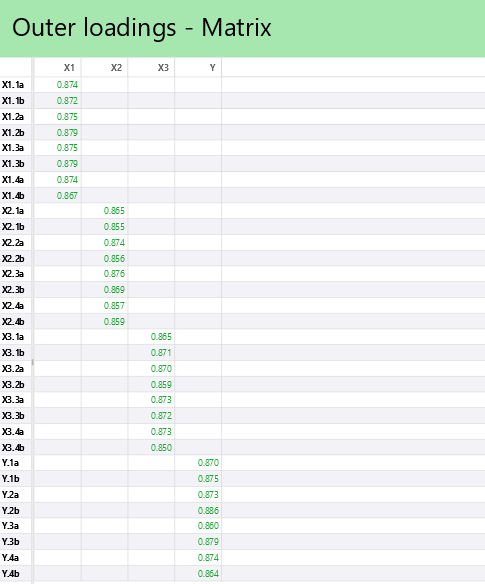 Outer loadings - Matrix
X1 X2 X3 Y
X1.1a 0.874
X1.1b 0.872
X1.2a 0.875
X1.2b 0.879
X1.3a 0.875
X1.3b 0.879
X1.4a 0.874
X1.4b 0.867
X2.1a 0.865
X2.1b 0.855
X2.2a 0.874
X2.2b 0.856
X2.3a 0.876
X2.3b 0.869
X2.4a 0.857
X2.4b 0.859
X3.1a 0.865
X3.1b 0.871
X3.2a 0.870
X3.2b 0.859
X3.3a 0.873
X3.3b 0.872
X3.4a 0.873
X3.4b 0.850
Y.1a 0.870
Y.1b 0.875
Y.2a 0.873
Y.2b 0.886
Y.3a 0.860
Y.3b 0.879
Y.4a 0.874
Y.4b 0.864